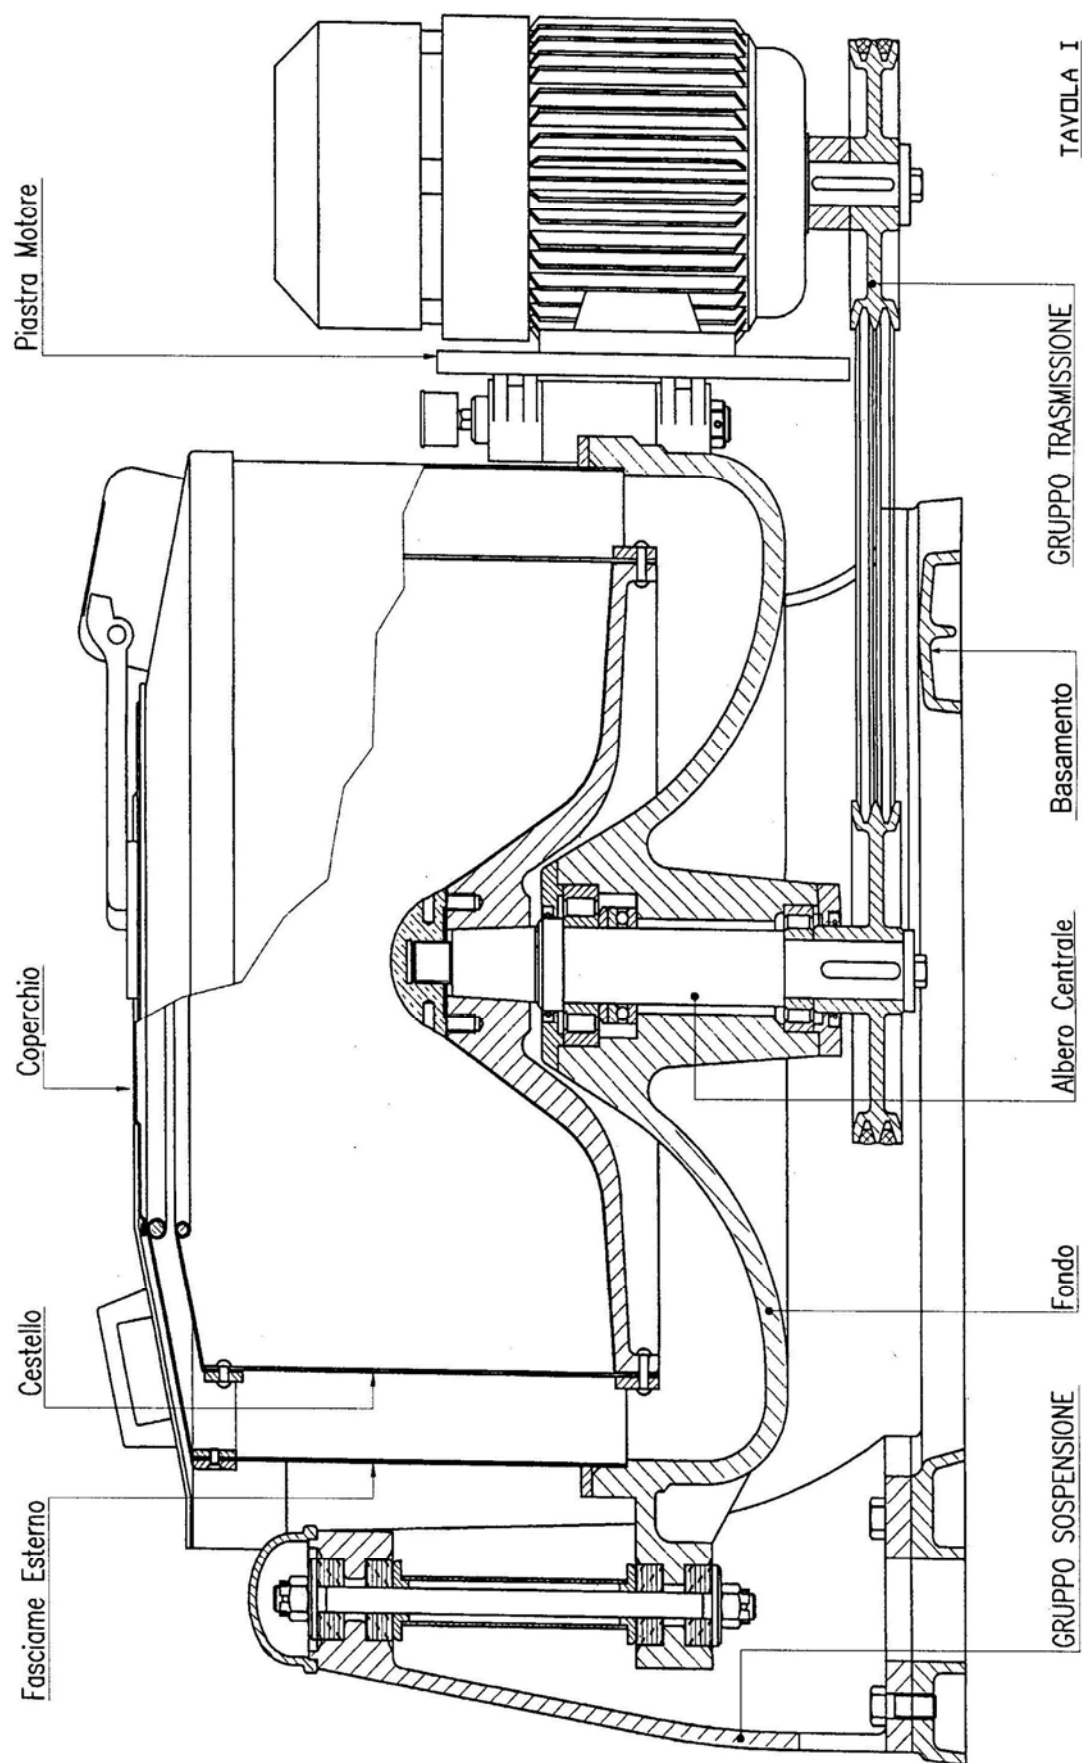 Fasciame Esterno
Cestello
Coperchio
Piastra Motore
GRUPPO SOSPENSIONE
Fondo
Albero Centrale
Basamento
GRUPPO TRASMISSIONE
TAVOLA I